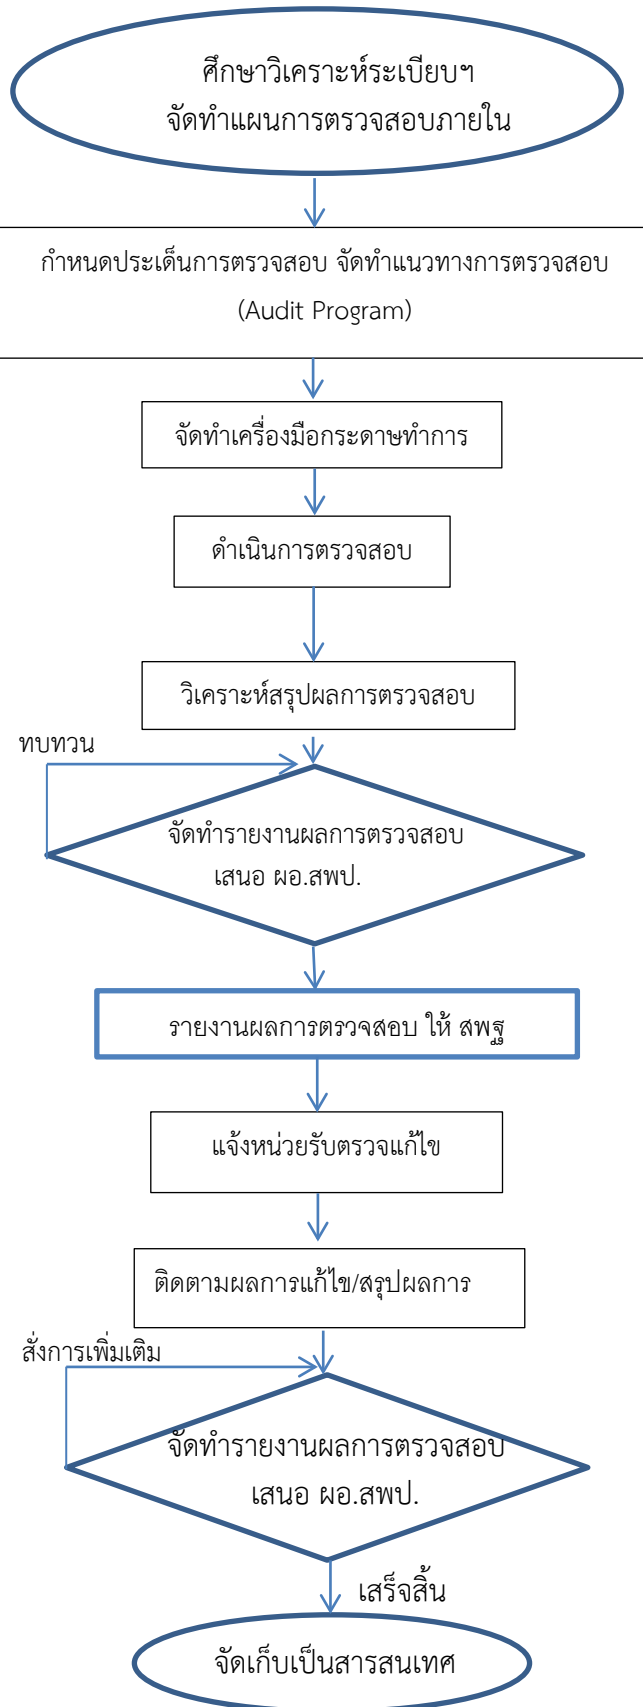 ศึกษาวิเคราะห์ระเบียบฯ
จัดทำแผนการตรวจสอบภายใน
กำหนดประเด็นการตรวจสอบ จัดทำแนวทางการตรวจสอบ
(Audit Program)
จัดทำเครื่องมือกระดาษทำการ
ดำเนินการตรวจสอบ
วิเคราะห์สรุปผลการตรวจสอบ
ทบทวน
จัดทำรายงานผลการตรวจสอบ
เสนอ ผอ.สพป.
รายงานผลการตรวจสอบ ให้ สพฐ
แจ้งหน่วยรับตรวจแก้ไข
ติดตามผลการแก้ไข/สรุปผลการ
สั่งการเพิ่มเติม
จัดทำรายงานผลการตรวจสอบ
เสนอ ผอ.สพป.
เสร็จสิ้น
จัดเก็บเป็นสารสนเทศ